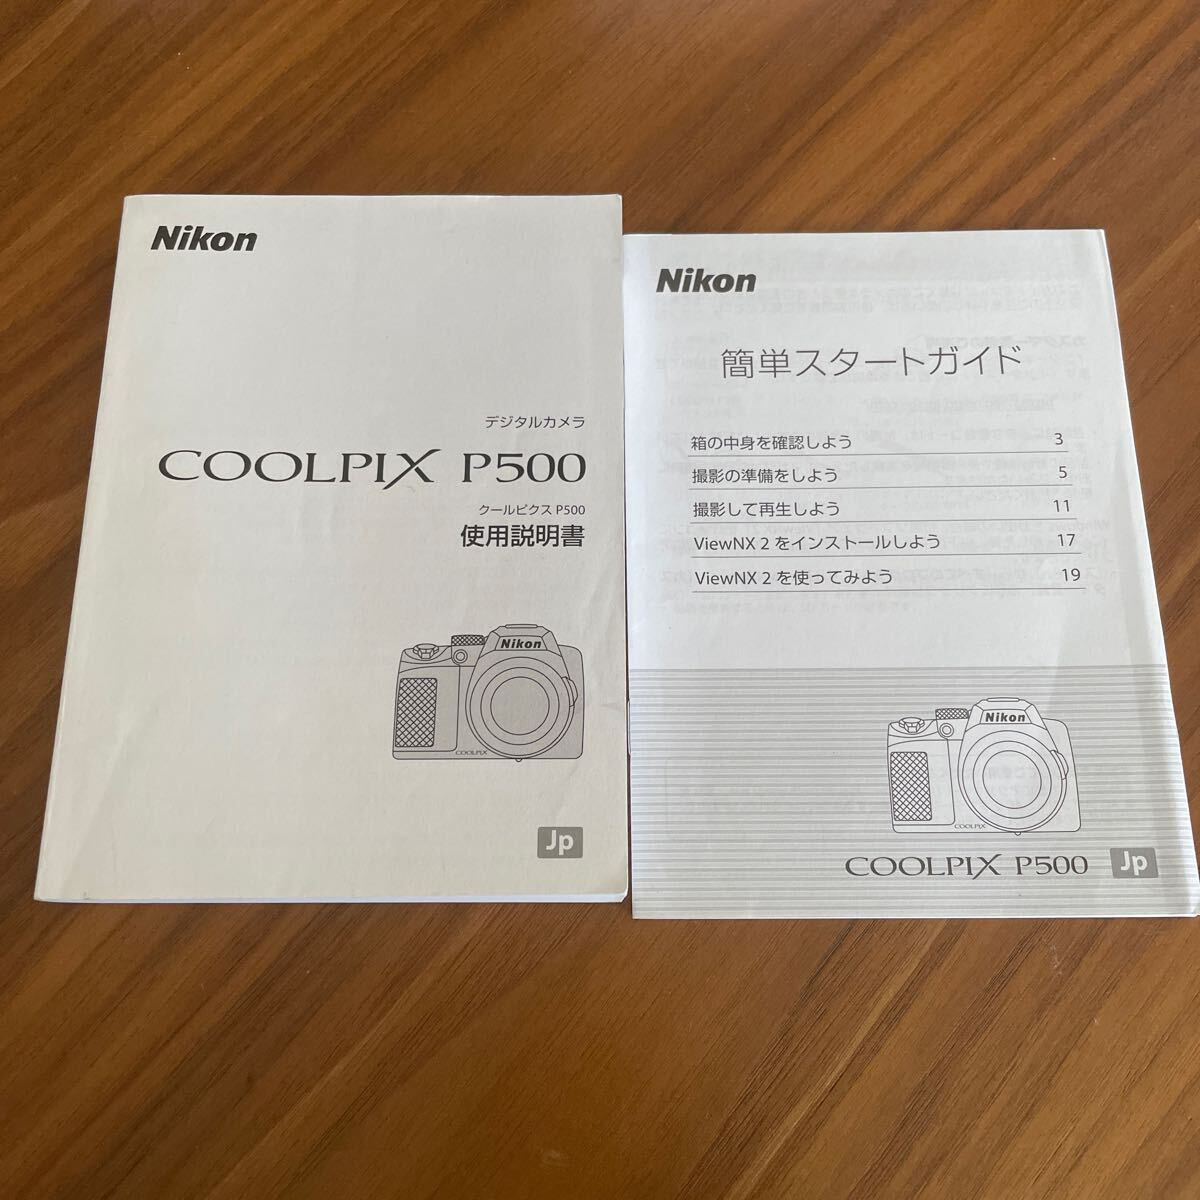 Nikon
デジタルカメラ
COOLPIX P500
クールピクス P500
使用説明書
Nikon
COOLPIX
Jp
Nikon
簡単スタートガイド
箱の中身を確認しよう 3
撮影の準備をしよう 5
撮影して再生しよう 11
ViewNX 2 をインストールしよう 17
ViewNX 2 を使ってみよう 19
Nikon
COOLPIX
COOLPIX P500
Jp